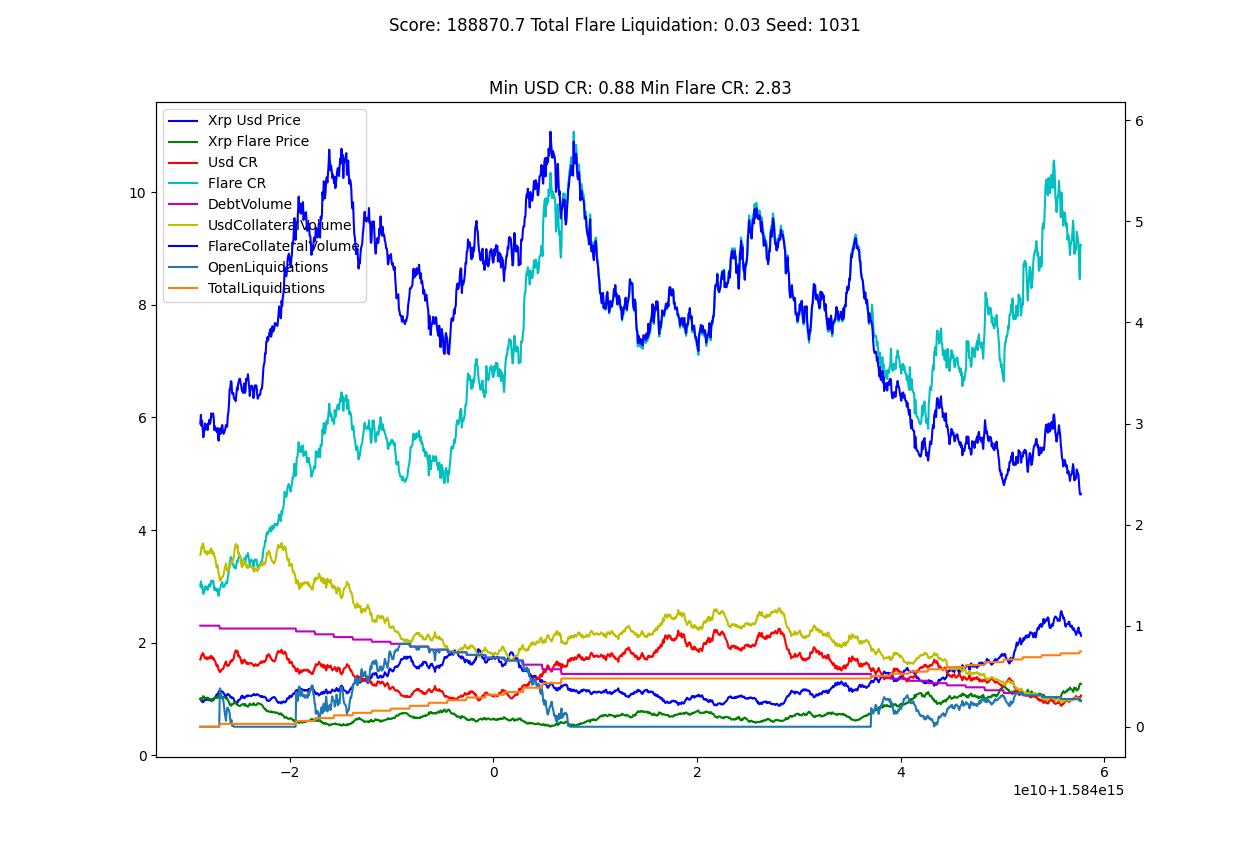 Score: 188870.7 Total Flare Liquidation: 0.03 Seed: 1031
Min USD CR: 0.88 Min Flare CR: 2.83
Xrp Usd Price
Xrp Flare Price
Usd CR
Flare CR
DebtVolume
UsdCollateralVolume
FlareCollateralVolume
OpenLiquidations
TotalLiquidations
10
8
6
4
2
0
6
5
4
3
2
1
0
−2 0 2 4 6
1e10+1.584e15